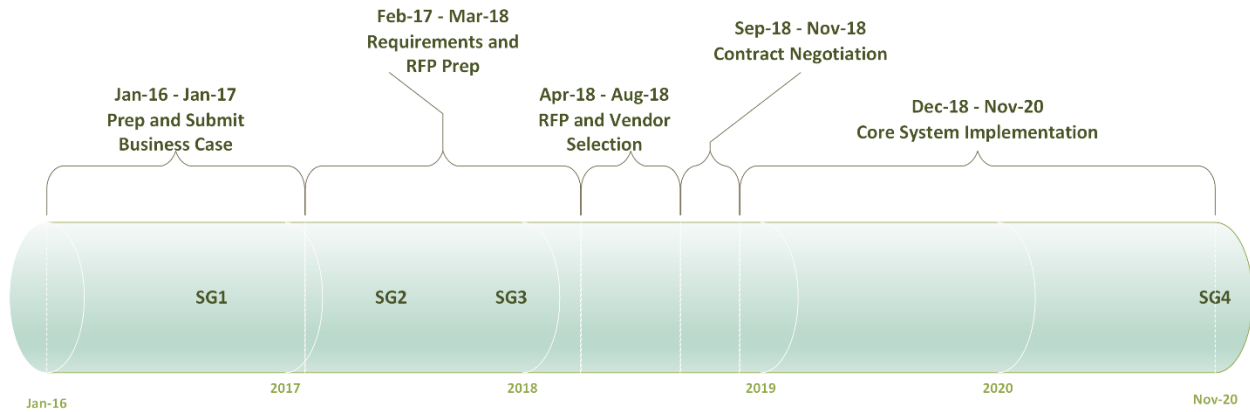 Feb-17 - Mar-18
Requirements and
RFP Prep
Sep-18 - Nov-18
Contract Negotiation
Jan-16 - Jan-17
Prep and Submit
Business Case
Apr-18 - Aug-18
RFP and Vendor
Selection
Dec-18 - Nov-20
Core System Implementation
SG1
SG2
SG3
SG4
2017
2018
2019
2020
Jan-16
Nov-20